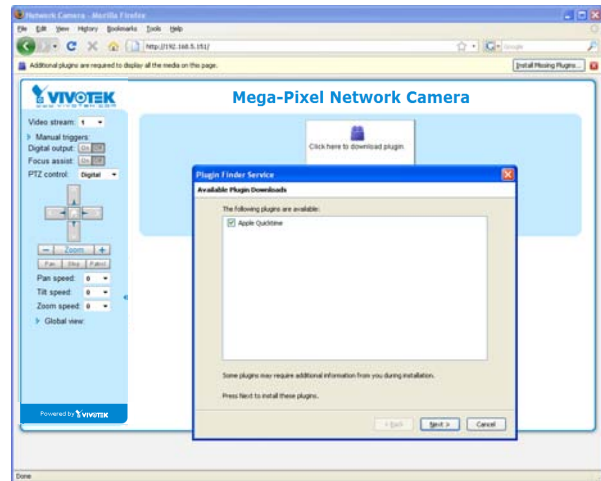 Network Camera - Mozilla Firefox
File Edit View History Bookmarks Tools Help
http://192.168.5.151/
Google
Additional plugins are required to display all the media on this page.
Install Missing Plugins...
VIVOTEK
Mega-Pixel Network Camera
Video stream: 1
Manual triggers:
Digital output: On Off
Focus assist: On Off
PTZ control: Digital
Zoom
Pan Stop Patrol
Pan speed: 0
Tilt speed: 0
Zoom speed: 0
Global view:
Powered by VIVOTEK
Click here to download plugin.
Plugin Finder Service
Available Plugin Downloads
The following plugins are available:
Apple Quicktime
Some plugins may require additional information from you during installation.
Press Next to install these plugins.
< Back Next > Cancel
Done